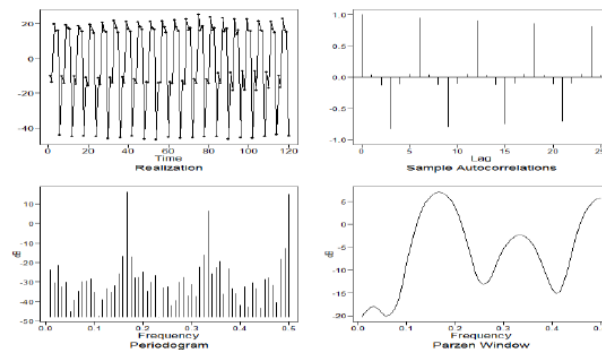 20
0
-20
-40
0 20 40 60 80 100 120
Time
Realization
1.0
0.5
0.0
-0.5
-1.0
0 5 10 15 20 25
Lag
Sample Autocorrelations
10
0
-10
-20
-30
-40
-50
dB
0.0 0.1 0.2 0.3 0.4 0.5
Frequency
Periodogram
5
0
-5
-10
-15
-20
dB
0.0 0.1 0.2 0.3 0.4 0.5
Frequency
Parzen Window